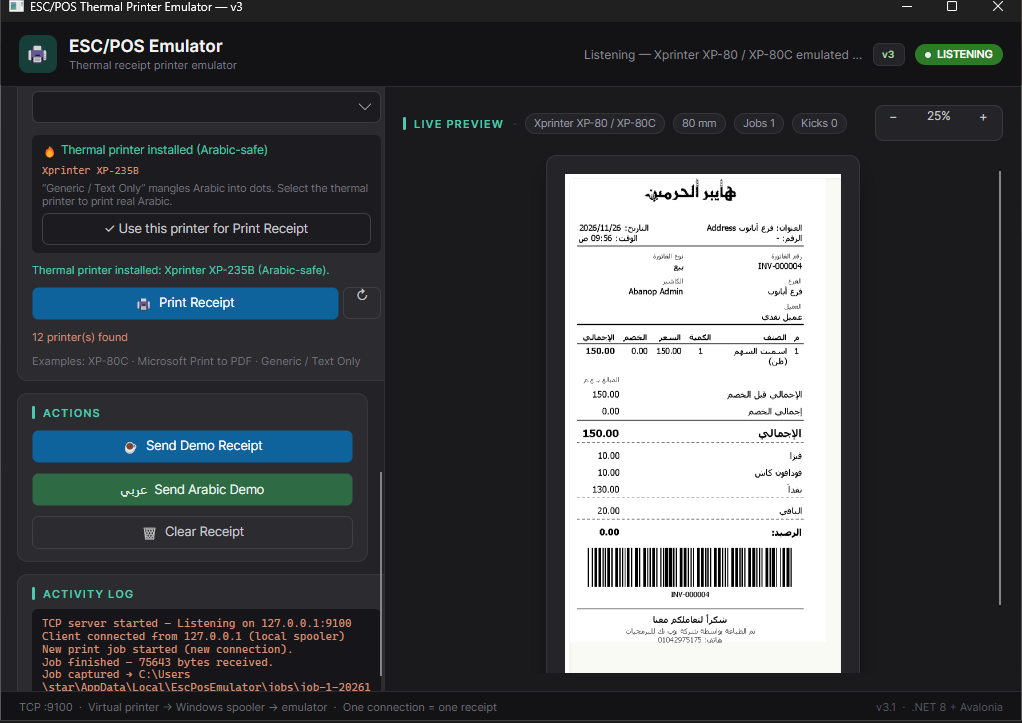 ESC/POS Thermal Printer Emulator — v3
ESC/POS Emulator
Thermal receipt printer emulator
Listening — Xprinter XP-80 / XP-80C emulated ...
v3
LISTENING
Thermal printer installed (Arabic-safe)
Xprinter XP-235B
"Generic / Text Only" mangles Arabic into dots. Select the thermal
printer to print real Arabic.
✓ Use this printer for Print Receipt
Thermal printer installed: Xprinter XP-235B (Arabic-safe).
Print Receipt
12 printer(s) found
Examples: XP-80C · Microsoft Print to PDF · Generic / Text Only
ACTIONS
Send Demo Receipt
عربي Send Arabic Demo
Clear Receipt
ACTIVITY LOG
TCP server started — Listening on 127.0.0.1:9100
Client connected from 127.0.0.1 (local spooler)
New print job started (new connection).
Job finished — 75643 bytes received.
Job captured → C:\Users
\star\AppData\Local\EscPosEmulator\jobs\job-1-20261
LIVE PREVIEW
Xprinter XP-80 / XP-80C
80 mm
Jobs 1
Kicks 0
− 25% +
هايبر الحرمين
العنوان: فرع أبانوب Address التاريخ: 2026/11/26
الرقم: - الوقت: 09:56 ص
رقم الفاتورة نوع الفاتورة
INV-000004 بيع
الفرع الكاشير
فرع أبانوب Abanop Admin
العميل
عميل نقدي
م الصنف الكمية السعر الخصم الإجمالي
1 اسمنت السهم 1 150.00 0.00 150.00
(طن)
المبالغ بـ ج.م
الإجمالي قبل الخصم 150.00
إجمالي الخصم 0.00
الإجمالي 150.00
فيزا 10.00
فودافون كاش 10.00
نقداً 130.00
الباقي 20.00
الرصيد: 0.00
INV-000004
شكراً لتعاملكم معنا
تم الطباعة بواسطة شركة توب تك للبرمجيات
هاتف: 01042975175
TCP :9100 · Virtual printer → Windows spooler → emulator · One connection = one receipt
v3.1 · .NET 8 + Avalonia